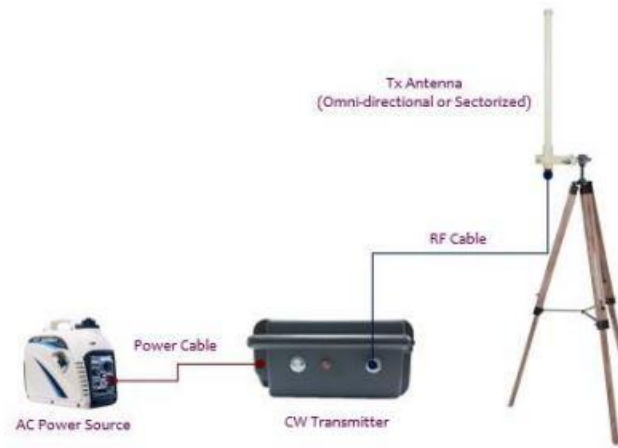 Tx Antenna
(Omni-directional or Sectorized)
RF Cable
Power Cable
AC Power Source
CW Transmitter